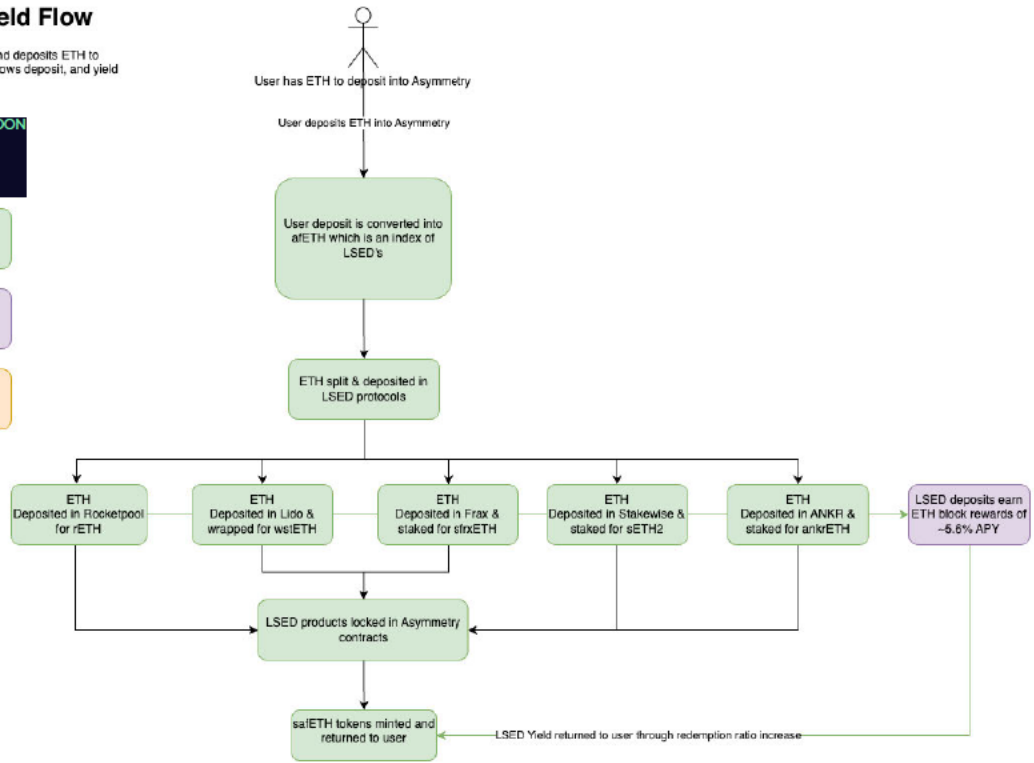 eld Flow
nd deposits ETH to
ows deposit, and yield
OON
User has ETH to deposit into Asymmetry
User deposits ETH into Asymmetry
User deposit is converted into
afETH which is an index of
LSED's
ETH split & deposited in
LSED protocols
ETH
Deposited in Rocketpool
for rETH
ETH
Deposited in Lido &
wrapped for wstETH
ETH
Deposited in Frax &
staked for sfrxETH
ETH
Deposited in Stakewise &
staked for sETH2
ETH
Deposited in ANKR &
staked for ankrETH
LSED deposits earn
ETH block rewards of
~5.6% APY
LSED products locked in Asymmetry
contracts
safETH tokens minted and
returned to user
LSED Yield returned to user through redemption ratio increase